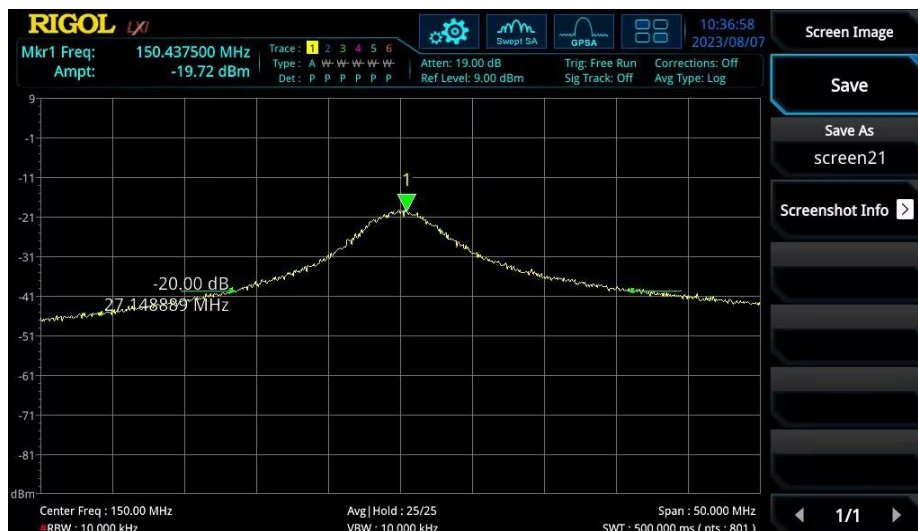 RIGOL LXI
10:36:58
2023/08/07
Swept SA
GPSA
Mkr1 Freq: 150.437500 MHz
Ampt: -19.72 dBm
Trace : 1 2 3 4 5 6
Type : A W W W W W
Det : P P P P P P
Atten: 19.00 dB
Ref Level: 9.00 dBm
Trig: Free Run
Sig Track: Off
Corrections: Off
Avg Type: Log
9
-1
-11
-21
-31
-41
-51
-61
-71
-81
dBm
1
-20.00 dB
27.148889 MHz
Center Freq : 150.00 MHz
Avg|Hold : 25/25
Span : 50.000 MHz
#RBW : 10.000 kHz
VBW : 10.000 kHz
SWT : 500.000 ms ( pts : 801 )
Screen Image
Save
Save As
screen21
Screenshot Info >
1/1